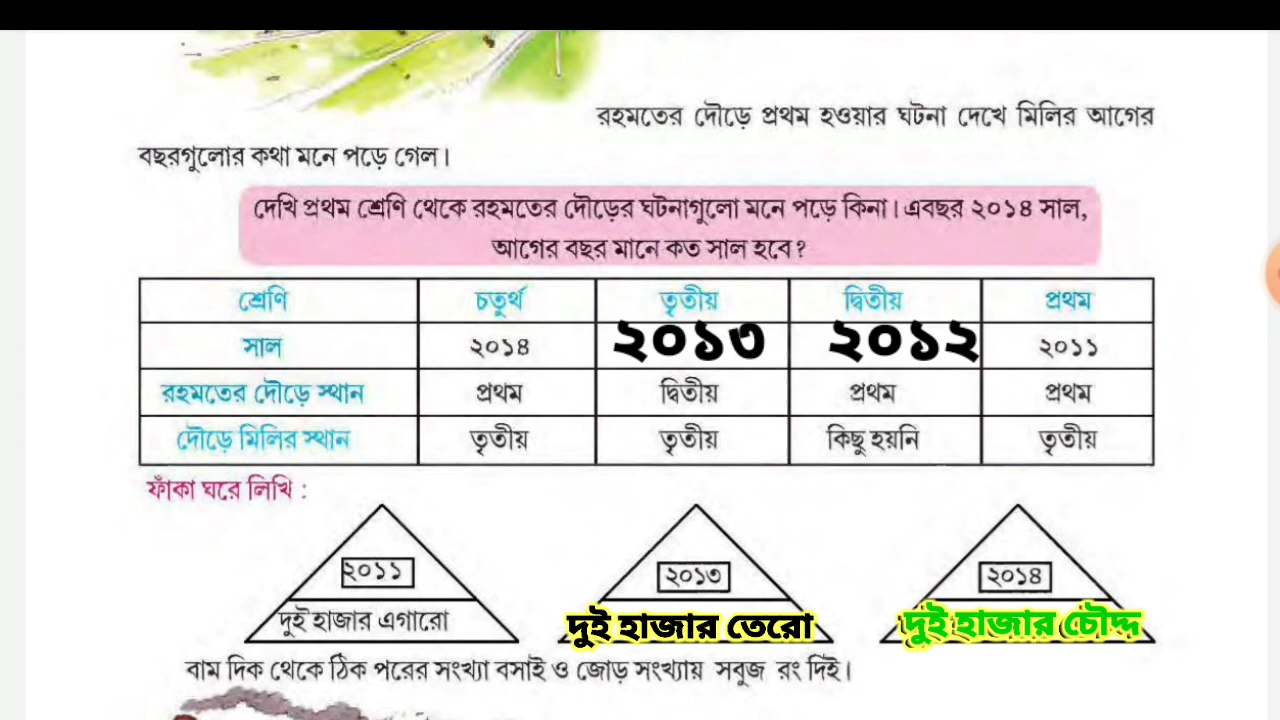 রহমতের দৌড়ে প্রথম হওয়ার ঘটনা দেখে মিলির আগের
বছরগুলোর কথা মনে পড়ে গেল।
দেখি প্রথম শ্রেণি থেকে রহমতের দৌড়ের ঘটনাগুলো মনে পড়ে কিনা। এবছর ২০১৪ সাল,
আগের বছর মানে কত সাল হবে?
শ্রেণি চতুর্থ তৃতীয় দ্বিতীয় প্রথম
সাল ২০১৪ ২০১৩ ২০১২ ২০১১
রহমতের দৌড়ে স্থান প্রথম দ্বিতীয় প্রথম প্রথম
দৌড়ে মিলির স্থান তৃতীয় তৃতীয় কিছু হয়নি তৃতীয়
ফাঁকা ঘরে লিখি :
২০১১ ২০১৩ ২০১৪
দুই হাজার এগারো দুই হাজার তেরো দুই হাজার চৌদ্দ
বাম দিক থেকে ঠিক পরের সংখ্যা বসাই ও জোড় সংখ্যায় সবুজ রং দিই।